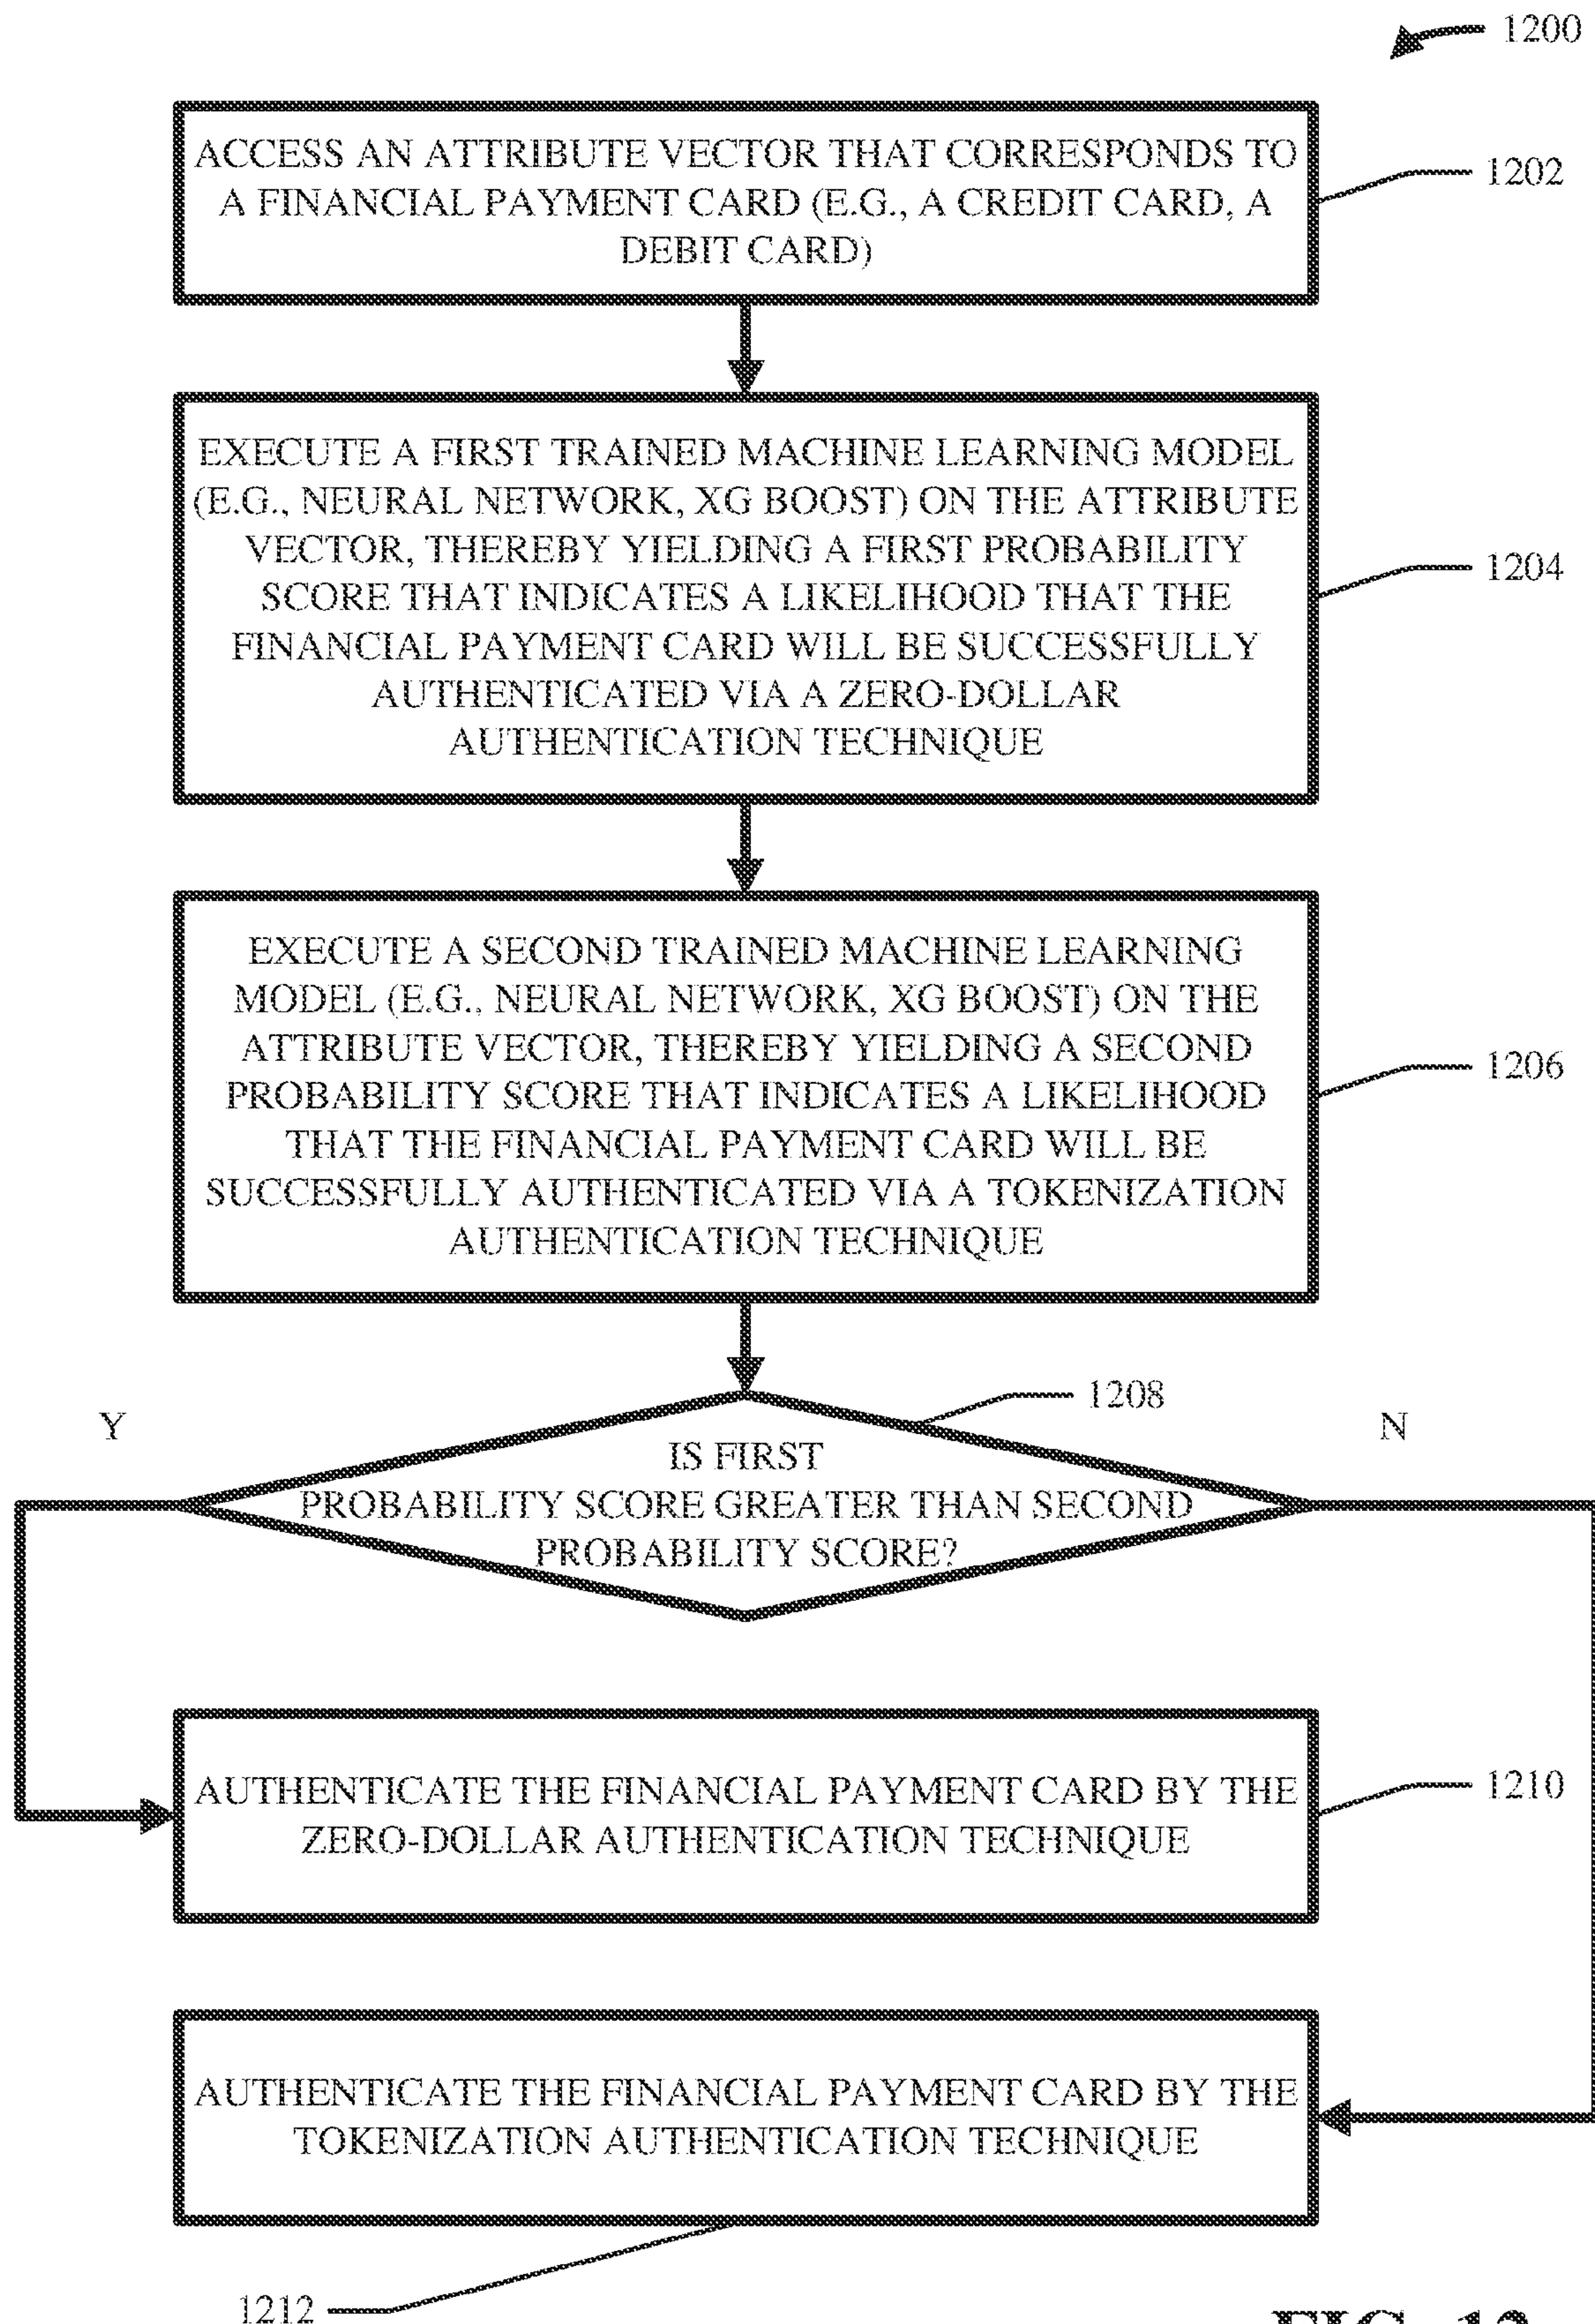 1200
ACCESS AN ATTRIBUTE VECTOR THAT CORRESPONDS TO
A FINANCIAL PAYMENT CARD (E.G., A CREDIT CARD, A
DEBIT CARD)
1202
EXECUTE A FIRST TRAINED MACHINE LEARNING MODEL
(E.G., NEURAL NETWORK, XG BOOST) ON THE ATTRIBUTE
VECTOR, THEREBY YIELDING A FIRST PROBABILITY
SCORE THAT INDICATES A LIKELIHOOD THAT THE
FINANCIAL PAYMENT CARD WILL BE SUCCESSFULLY
AUTHENTICATED VIA A ZERO-DOLLAR
AUTHENTICATION TECHNIQUE
1204
EXECUTE A SECOND TRAINED MACHINE LEARNING
MODEL (E.G., NEURAL NETWORK, XG BOOST) ON THE
ATTRIBUTE VECTOR, THEREBY YIELDING A SECOND
PROBABILITY SCORE THAT INDICATES A LIKELIHOOD
THAT THE FINANCIAL PAYMENT CARD WILL BE
SUCCESSFULLY AUTHENTICATED VIA A TOKENIZATION
AUTHENTICATION TECHNIQUE
1206
1208
Y
N
IS FIRST
PROBABILITY SCORE GREATER THAN SECOND
PROBABILITY SCORE?
AUTHENTICATE THE FINANCIAL PAYMENT CARD BY THE
ZERO-DOLLAR AUTHENTICATION TECHNIQUE
1210
AUTHENTICATE THE FINANCIAL PAYMENT CARD BY THE
TOKENIZATION AUTHENTICATION TECHNIQUE
1212